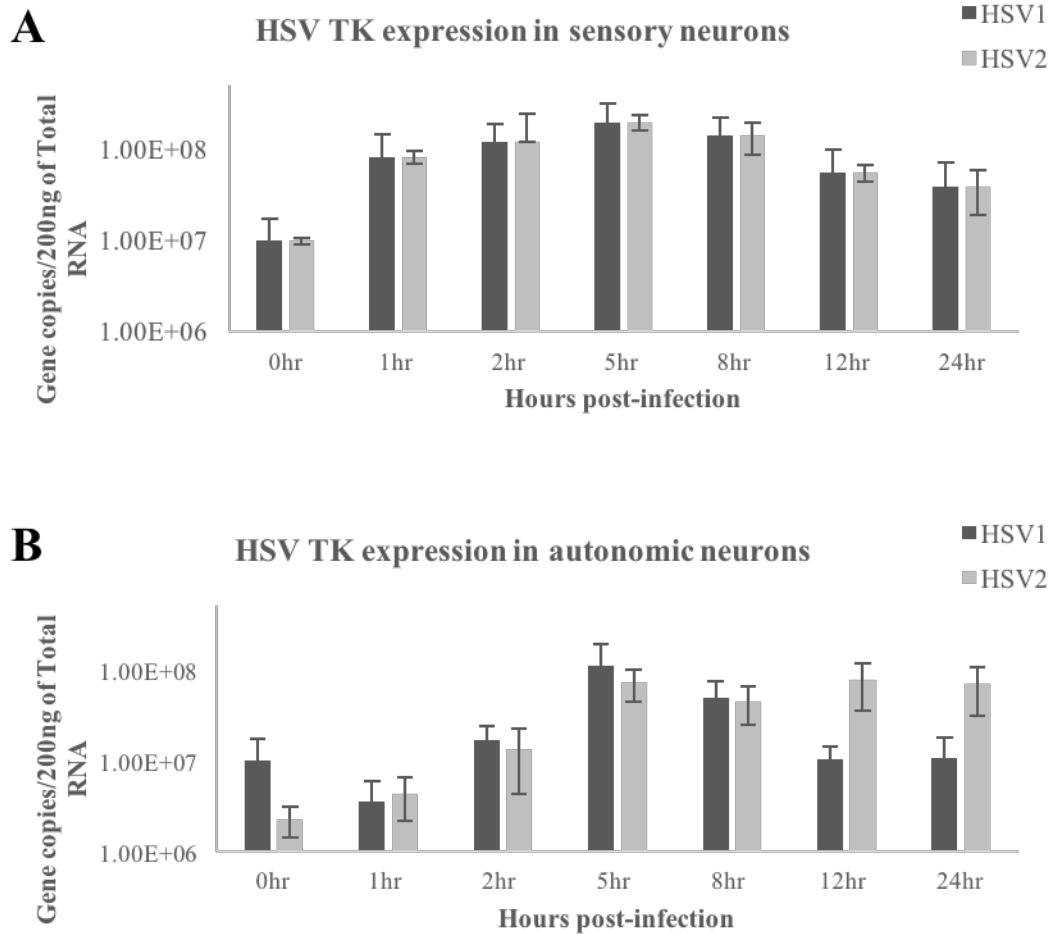 A
HSV TK expression in sensory neurons
HSV1
HSV2
Gene copies/200ng of Total
RNA
1.00E+08
1.00E+07
1.00E+06
0hr 1hr 2hr 5hr 8hr 12hr 24hr
Hours post-infection
B
HSV TK expression in autonomic neurons
HSV1
HSV2
Gene copies/200ng of Total
RNA
1.00E+08
1.00E+07
1.00E+06
0hr 1hr 2hr 5hr 8hr 12hr 24hr
Hours post-infection